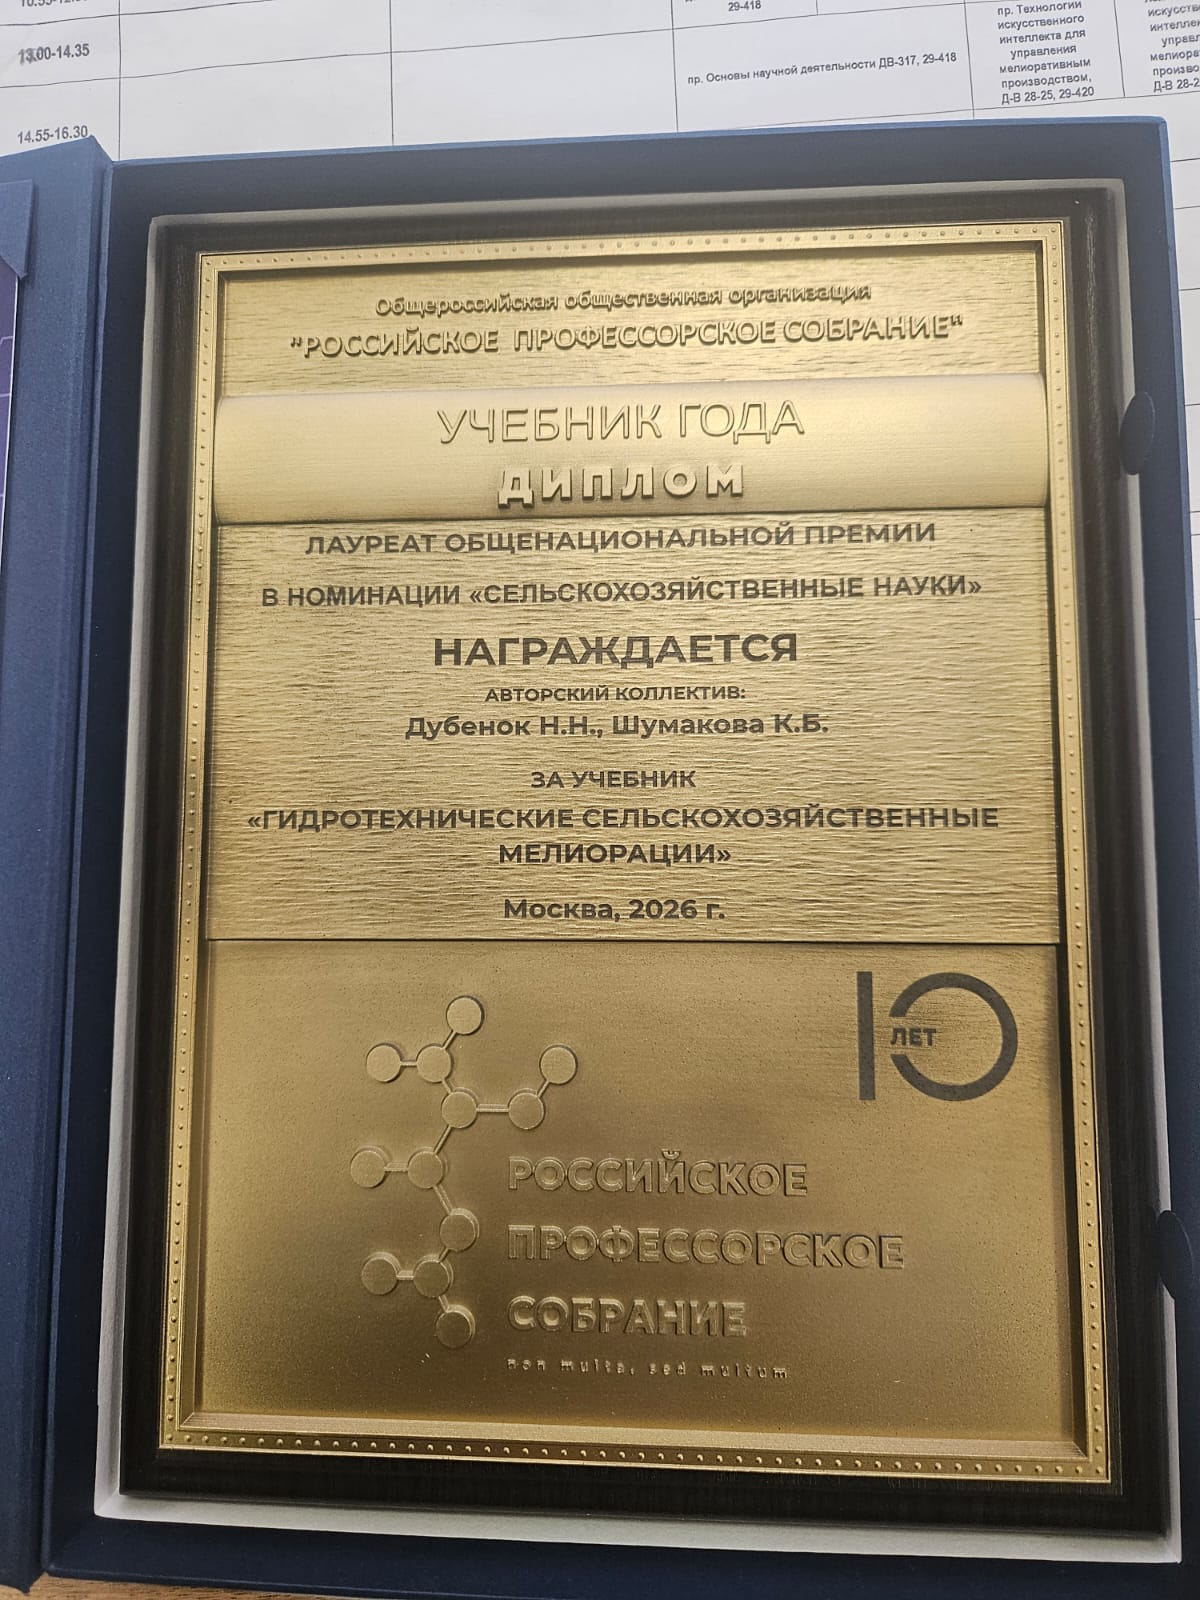 13.00-14.35
14.55-16.30
29-418
пр. Основы научной деятельности ДВ-317, 29-418
пр. Технологии
искусственного
интеллекта для
управления
мелиоративным
производством,
Д-В 28-25, 29-420
Общероссийская общественная организация
"РОССИЙСКОЕ ПРОФЕССОРСКОЕ СОБРАНИЕ"
УЧЕБНИК ГОДА
ДИПЛОМ
ЛАУРЕАТ ОБЩЕНАЦИОНАЛЬНОЙ ПРЕМИИ
В НОМИНАЦИИ «СЕЛЬСКОХОЗЯЙСТВЕННЫЕ НАУКИ»
НАГРАЖДАЕТСЯ
АВТОРСКИЙ КОЛЛЕКТИВ:
Дубенок Н.Н., Шумакова К.Б.
ЗА УЧЕБНИК
«ГИДРОТЕХНИЧЕСКИЕ СЕЛЬСКОХОЗЯЙСТВЕННЫЕ
МЕЛИОРАЦИИ»
Москва, 2026 г.
10
ЛЕТ
РОССИЙСКОЕ
ПРОФЕССОРСКОЕ
СОБРАНИЕ
non multa, sed multum